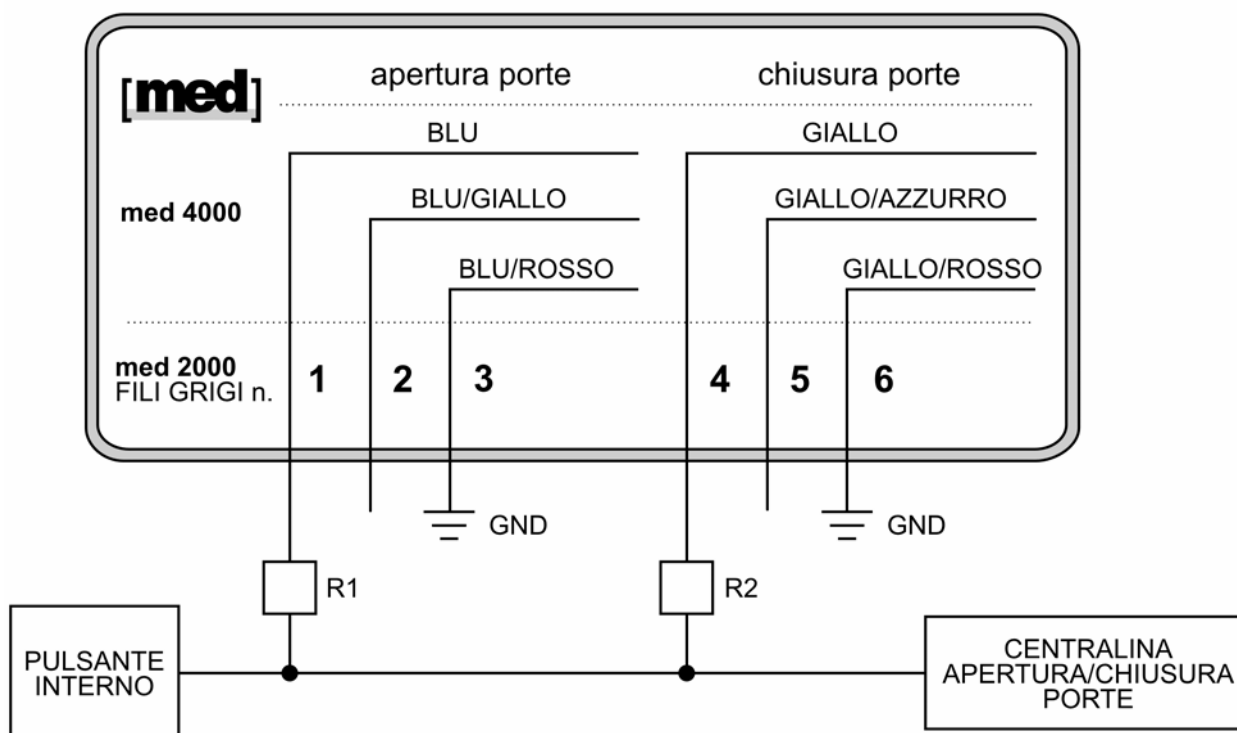 [med]
apertura porte
chiusura porte
BLU
GIALLO
med 4000
BLU/GIALLO
GIALLO/AZZURRO
BLU/ROSSO
GIALLO/ROSSO
med 2000
FILI GRIGI n.
1
2
3
4
5
6
GND
GND
R1
R2
PULSANTE
INTERNO
CENTRALINA
APERTURA/CHIUSURA
PORTE